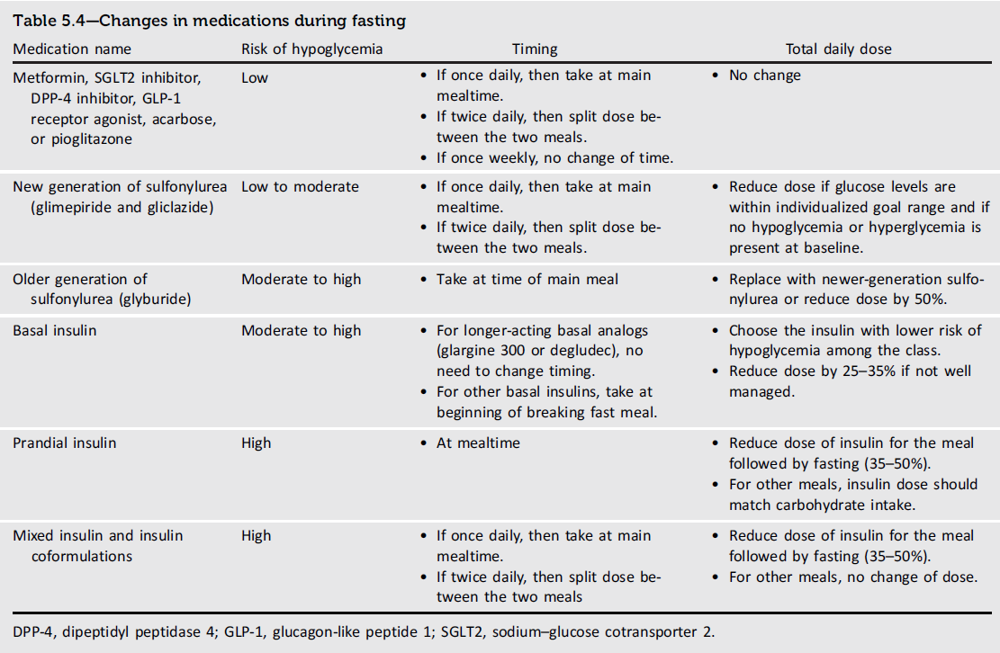 Table 5.4—Changes in medications during fasting
Medication name Risk of hypoglycemia Timing Total daily dose
Metformin, SGLT2 inhibitor,
DPP-4 inhibitor, GLP-1
receptor agonist, acarbose,
or pioglitazone
Low
• If once daily, then take at main
mealtime.
• If twice daily, then split dose be-
tween the two meals.
• If once weekly, no change of time.
• No change
New generation of sulfonylurea
(glimepiride and gliclazide)
Low to moderate
• If once daily, then take at main
mealtime.
• If twice daily, then split dose be-
tween the two meals.
• Reduce dose if glucose levels are
within individualized goal range and if
no hypoglycemia or hyperglycemia is
present at baseline.
Older generation of
sulfonylurea (glyburide)
Moderate to high
• Take at time of main meal
• Replace with newer-generation sulfo-
nylurea or reduce dose by 50%.
Basal insulin
Moderate to high
• For longer-acting basal analogs
(glargine 300 or degludec), no
need to change timing.
• For other basal insulins, take at
beginning of breaking fast meal.
• Choose the insulin with lower risk of
hypoglycemia among the class.
• Reduce dose by 25–35% if not well
managed.
Prandial insulin
High
• At mealtime
• Reduce dose of insulin for the meal
followed by fasting (35–50%).
• For other meals, insulin dose should
match carbohydrate intake.
Mixed insulin and insulin
coformulations
High
• If once daily, then take at main
mealtime.
• If twice daily, then split dose be-
tween the two meals
• Reduce dose of insulin for the meal
followed by fasting (35–50%).
• For other meals, no change of dose.
DPP-4, dipeptidyl peptidase 4; GLP-1, glucagon-like peptide 1; SGLT2, sodium–glucose cotransporter 2.